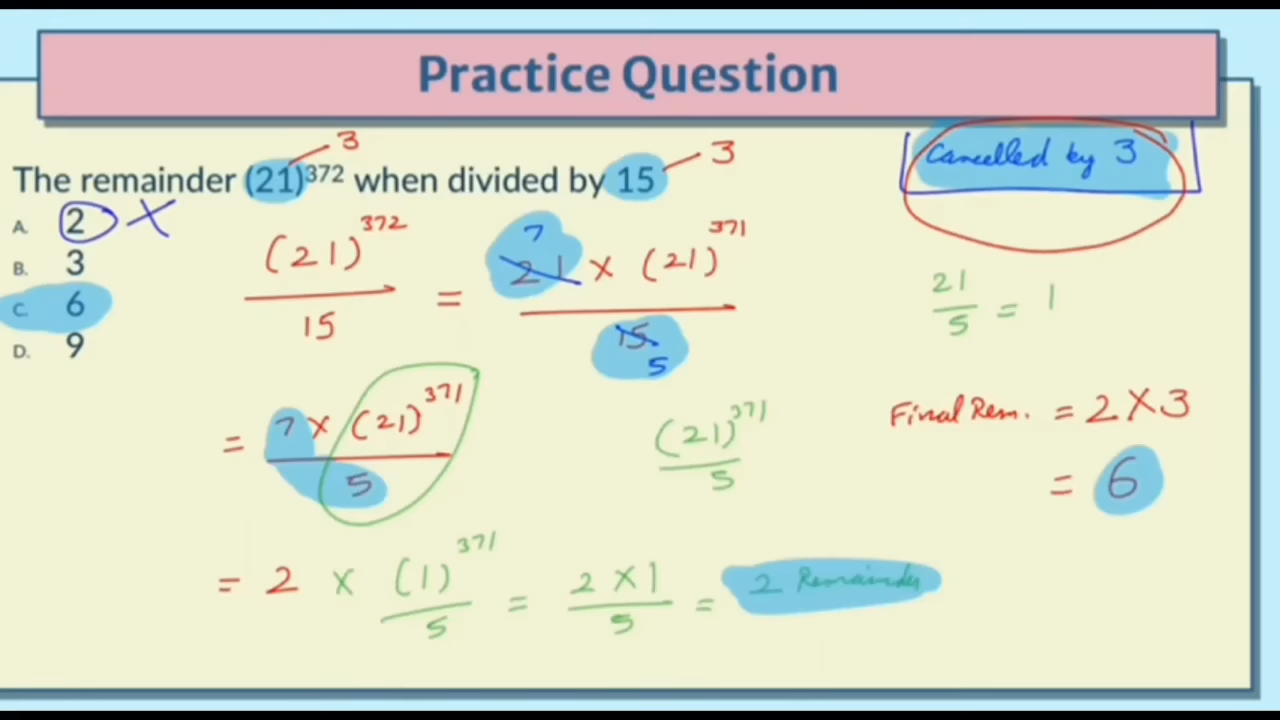 Practice Question
3
3
Cancelled by 3
The remainder (21)³⁷² when divided by 15
A. 2 X
B. 3
C. 6
D. 9
(21)³⁷² / 15 = 7 21 x (21)³⁷¹ / 15 5
21 / 5 = 1
= 7 x (21)³⁷¹ / 5
(21)³⁷¹ / 5
Final Rem. = 2 X 3
= 6
= 2 x (1)³⁷¹ / 5 = 2 X 1 / 5 = 2 Remainder